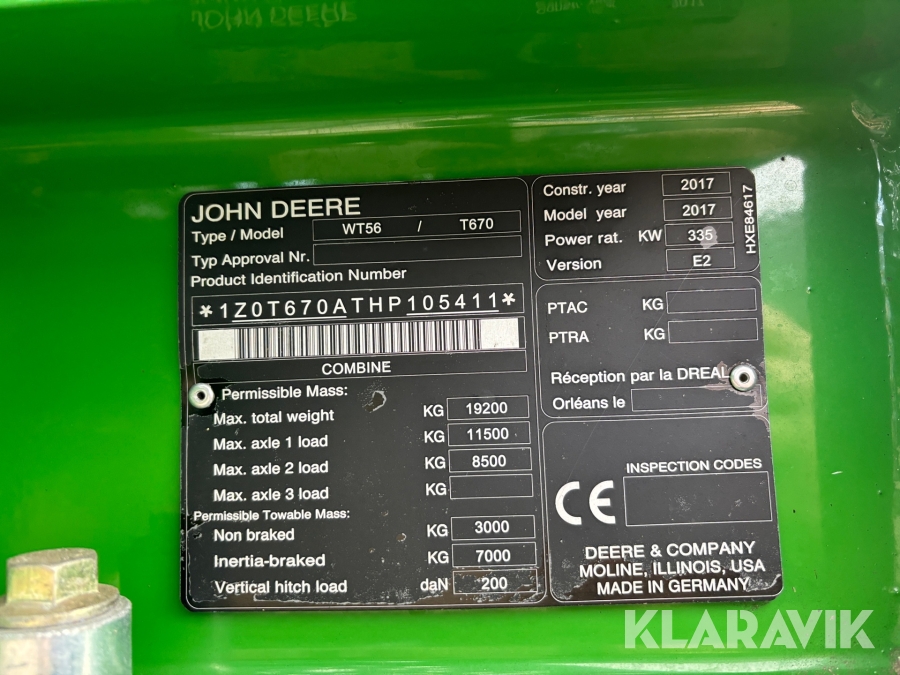 JOHN DEERE
Type / Model WT56 / T670
Typ Approval Nr.
Product Identification Number
*1Z0T670ATHP105411*
COMBINE
Permissible Mass:
Max. total weight KG 19200
Max. axle 1 load KG 11500
Max. axle 2 load KG 8500
Max. axle 3 load KG
Permissible Towable Mass:
Non braked KG 3000
Inertia-braked KG 7000
Vertical hitch load daN 200
Constr. year 2017
Model year 2017
Power rat. KW 335
Version E2
HXE84617
PTAC KG
PTRA KG
Réception par la DREAL
Orléans le
CE
INSPECTION CODES
DEERE & COMPANY
MOLINE, ILLINOIS, USA
MADE IN GERMANY
KLARAVIK